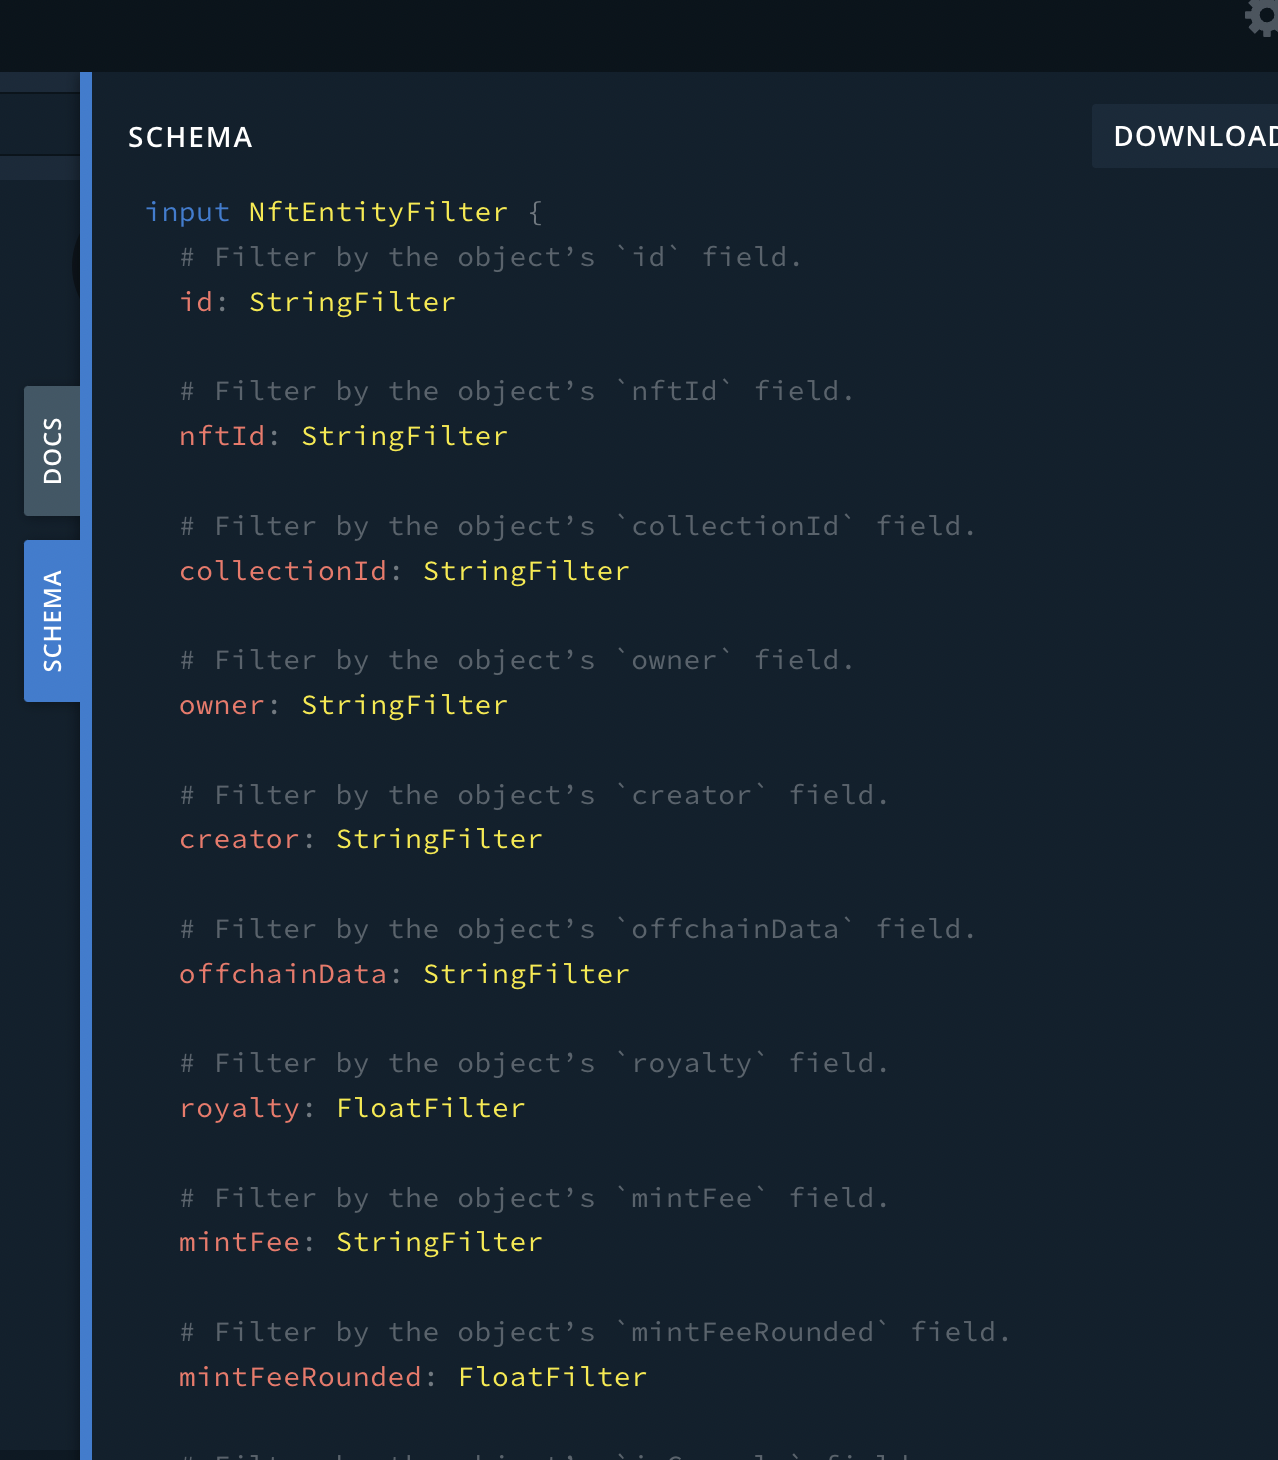 SCHEMA
DOWNLOAD
input NftEntityFilter {
# Filter by the object’s `id` field.
id: StringFilter
# Filter by the object’s `nftId` field.
nftId: StringFilter
# Filter by the object’s `collectionId` field.
collectionId: StringFilter
# Filter by the object’s `owner` field.
owner: StringFilter
# Filter by the object’s `creator` field.
creator: StringFilter
# Filter by the object’s `offchainData` field.
offchainData: StringFilter
# Filter by the object’s `royalty` field.
royalty: FloatFilter
# Filter by the object’s `mintFee` field.
mintFee: StringFilter
# Filter by the object’s `mintFeeRounded` field.
mintFeeRounded: FloatFilter
DOCS
SCHEMA